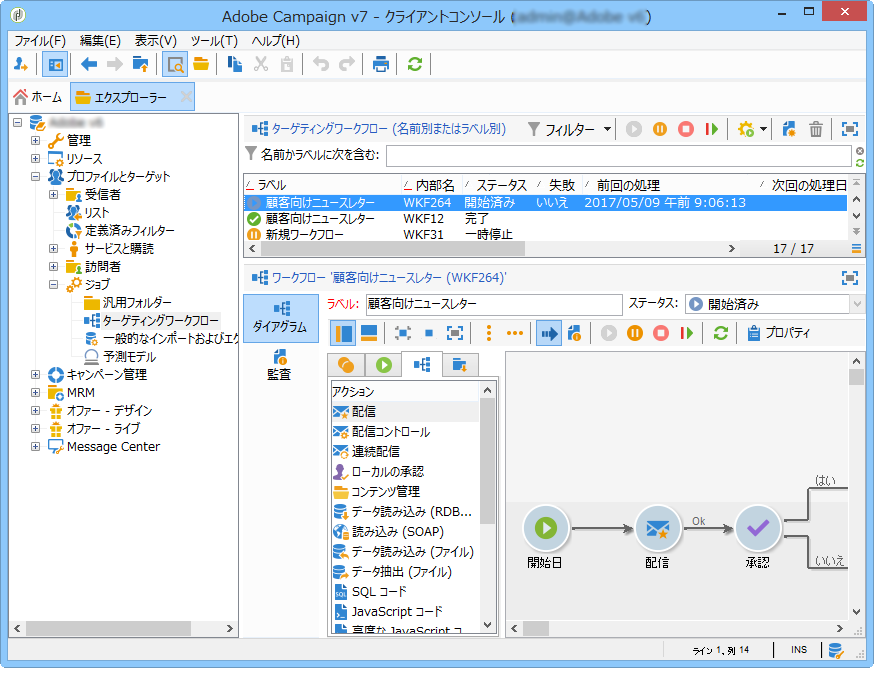 Adobe Campaign v7 - クライアントコンソール
ファイル(F) 編集(E) 表示(V) ツール(T) ヘルプ(H)
ホーム エクスプローラー
管理
リソース
プロファイルとターゲット
受信者
リスト
定義済みフィルター
サービスと購読
訪問者
ジョブ
汎用フォルダー
ターゲティングワークフロー
一般的なインポートおよびエク
予測モデル
キャンペーン管理
MRM
オファー - デザイン
オファー - ライブ
Message Center
ターゲティングワークフロー (名前別またはラベル別) フィルター
名前かラベルに次を含む:
ラベル 内部名 ステータス 失敗 前回の処理 次回の処理日
顧客向けニュースレター WKF264 開始済み いいえ 2017/05/09 午前 9:06:13
顧客向けニュースレター WKF12 完了
新規ワークフロー WKF31 一時停止
17 / 17
ワークフロー '顧客向けニュースレター (WKF264)'
ダイアグラム
監査
ラベル: 顧客向けニュースレター ステータス: 開始済み
プロパティ
アクション
配信
配信コントロール
連続配信
ローカルの承認
コンテンツ管理
データ読み込み (RDB...
読み込み (SOAP)
データ読み込み (ファイル)
データ抽出 (ファイル)
SQL コード
JavaScript コード
高度な JavaScript コ
開始日
配信
Ok
承認
はい
いいえ
ライン 1、列 14 INS